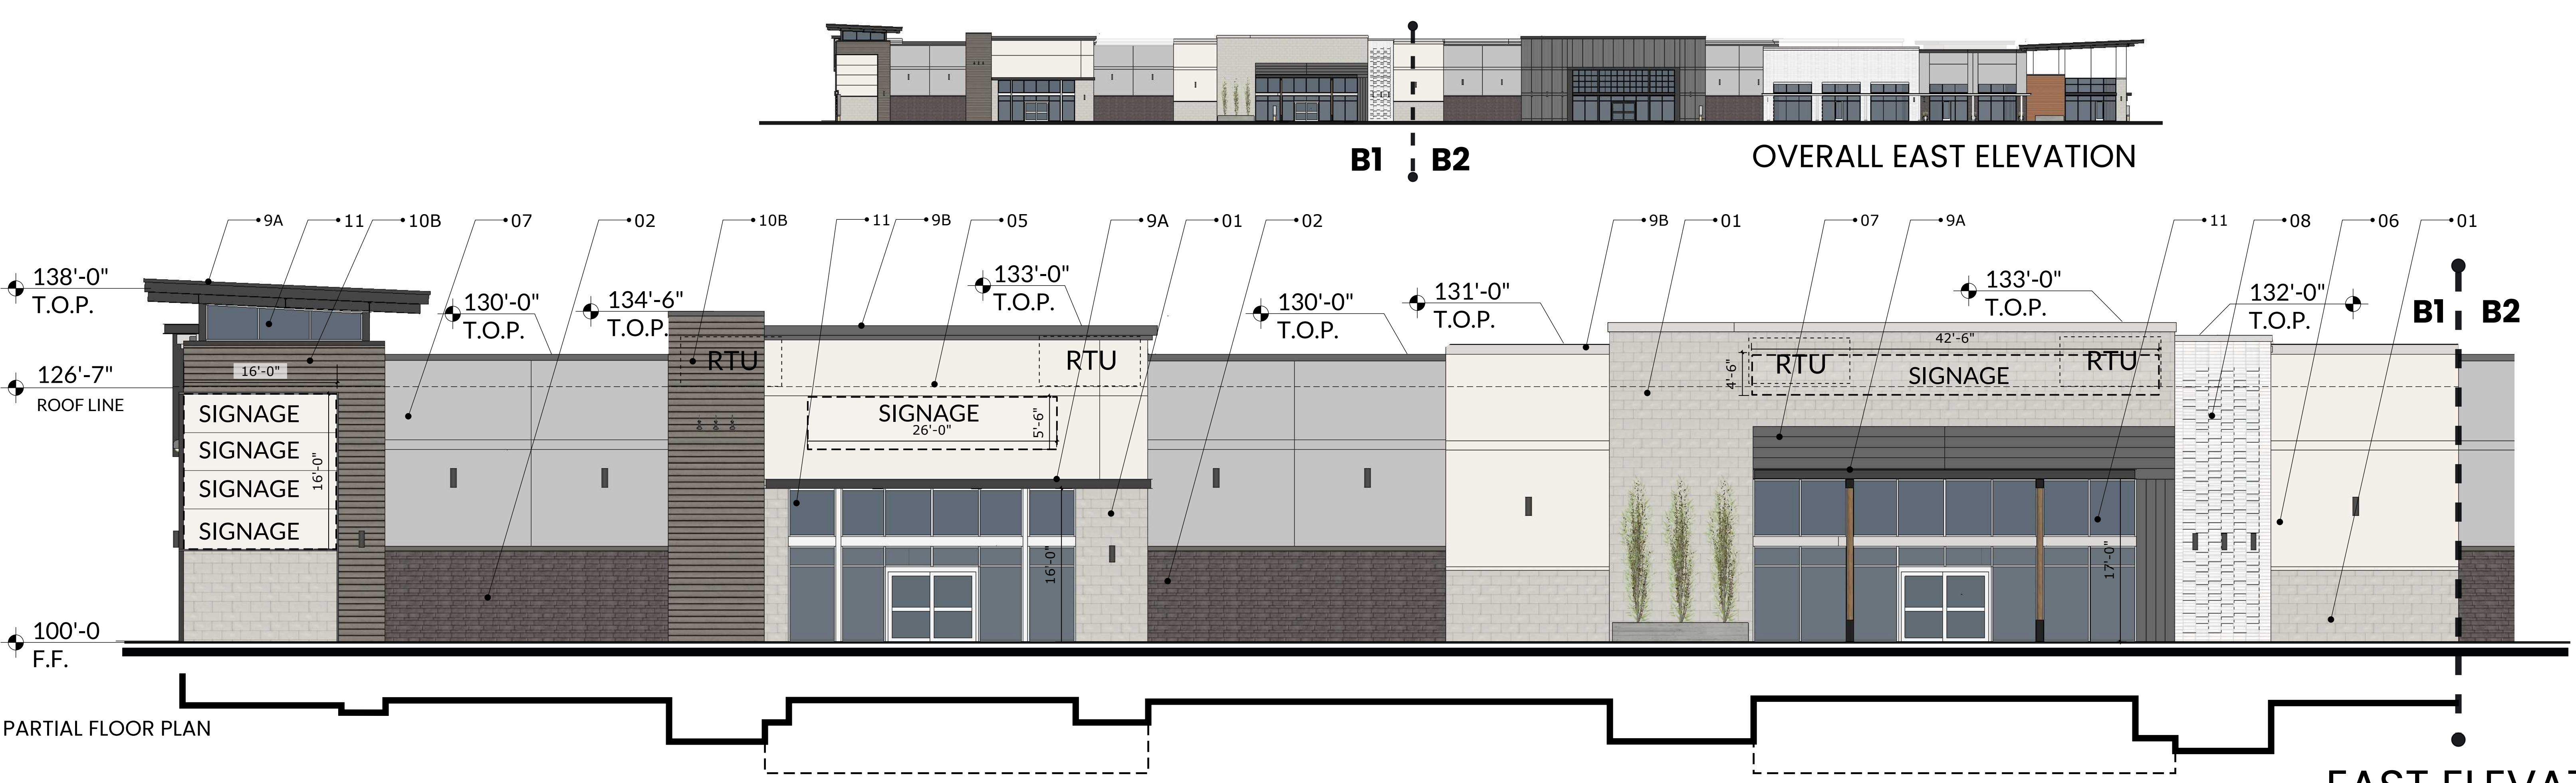 B1 B2
OVERALL EAST ELEVATION
9A 11 10B 07 02 10B 11 9B 05 9A 01 02 9B 01 07 9A 11 08 06 01
138'-0"
T.O.P.
130'-0"
T.O.P.
134'-6"
T.O.P.
133'-0"
T.O.P.
130'-0"
T.O.P.
131'-0"
T.O.P.
133'-0"
T.O.P.
132'-0"
T.O.P.
B1 B2
126'-7"
ROOF LINE
16'-0"
SIGNAGE
SIGNAGE
SIGNAGE
SIGNAGE
16'-0"
RTU
RTU
SIGNAGE
26'-0"
5'-6"
16'-0"
42'-6"
4'-6"
RTU
SIGNAGE
RTU
17'-0"
100'-0
F.F.
PARTIAL FLOOR PLAN